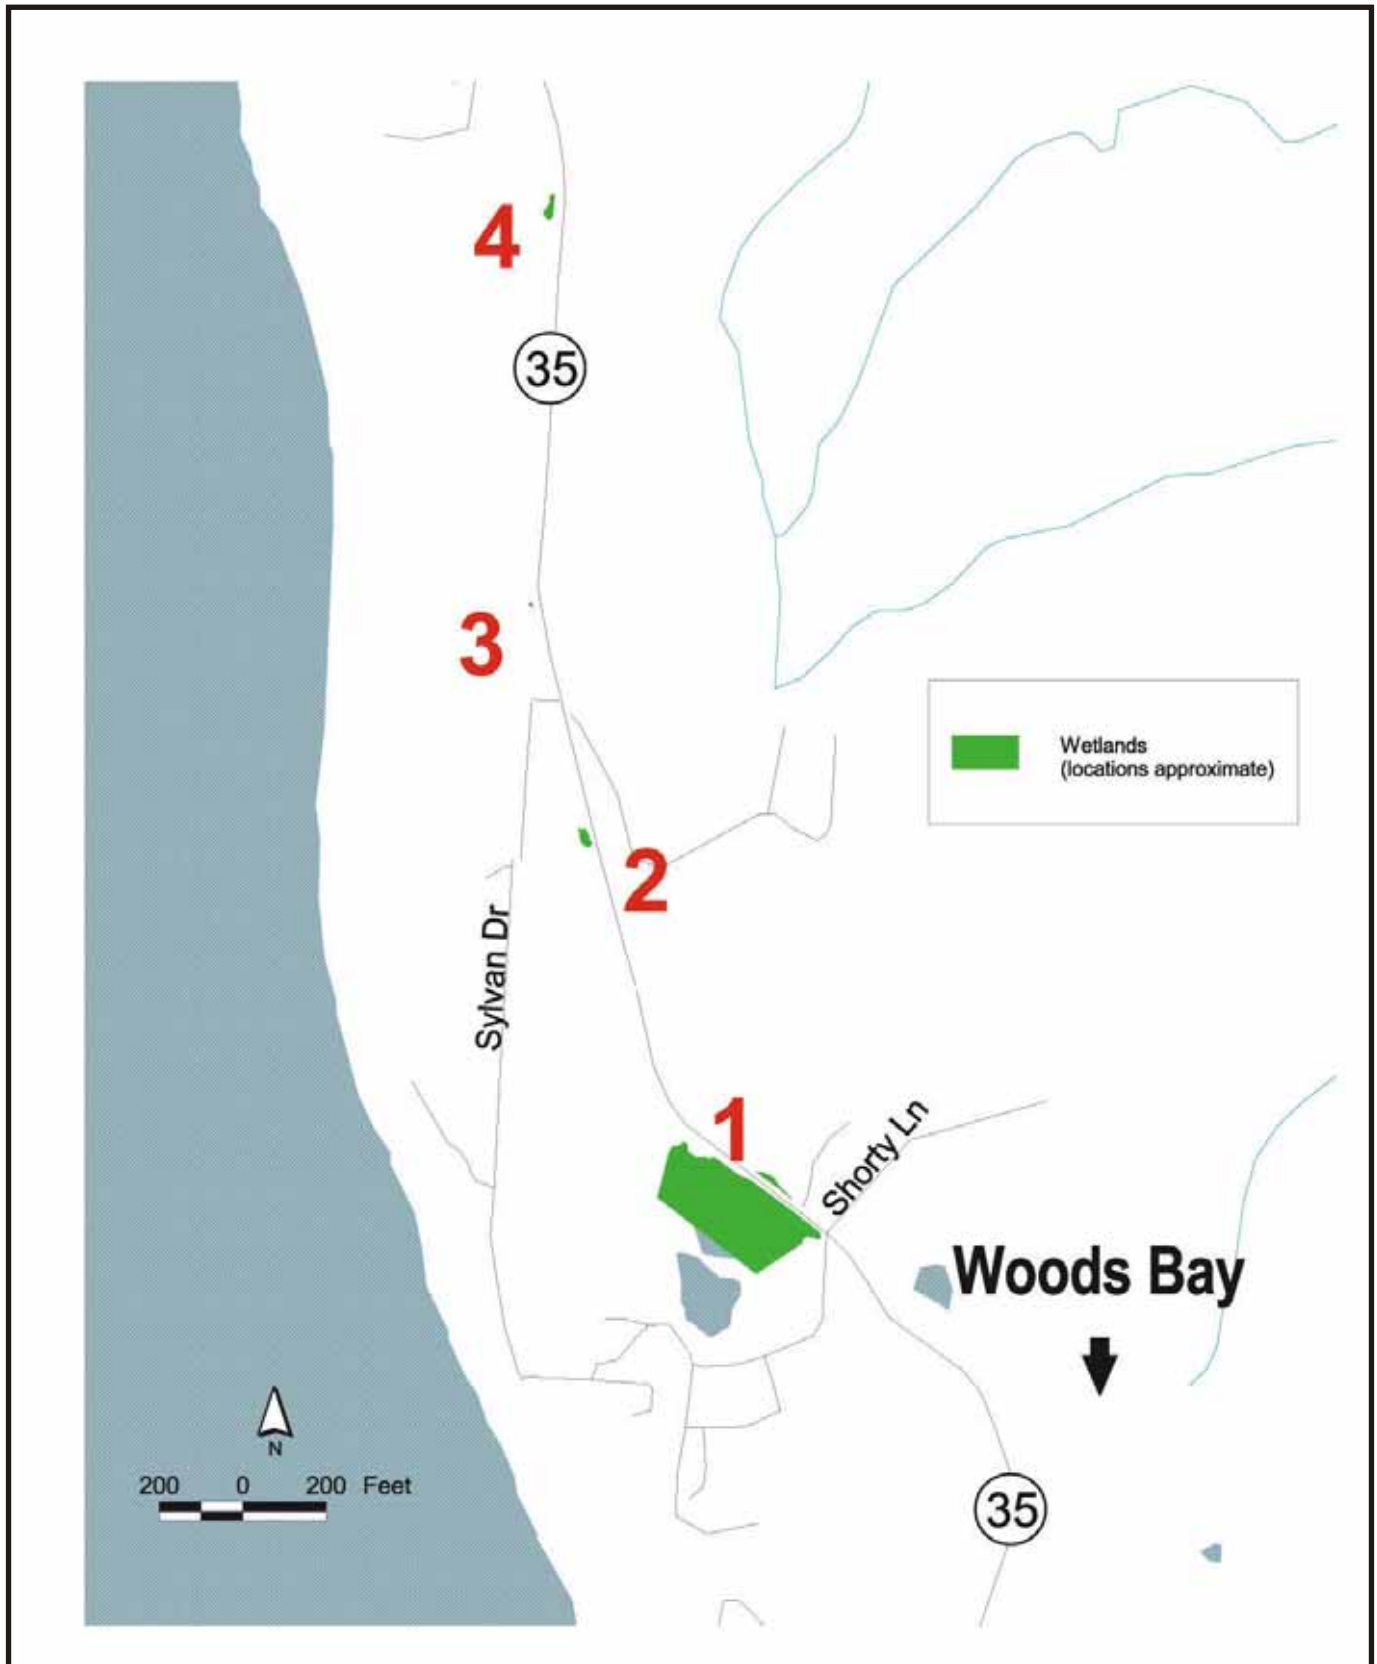 4
35
3
Wetlands
(locations approximate)
2
Sylvan Dr
1
Shorty Ln
Woods Bay
N
200 0 200 Feet
35